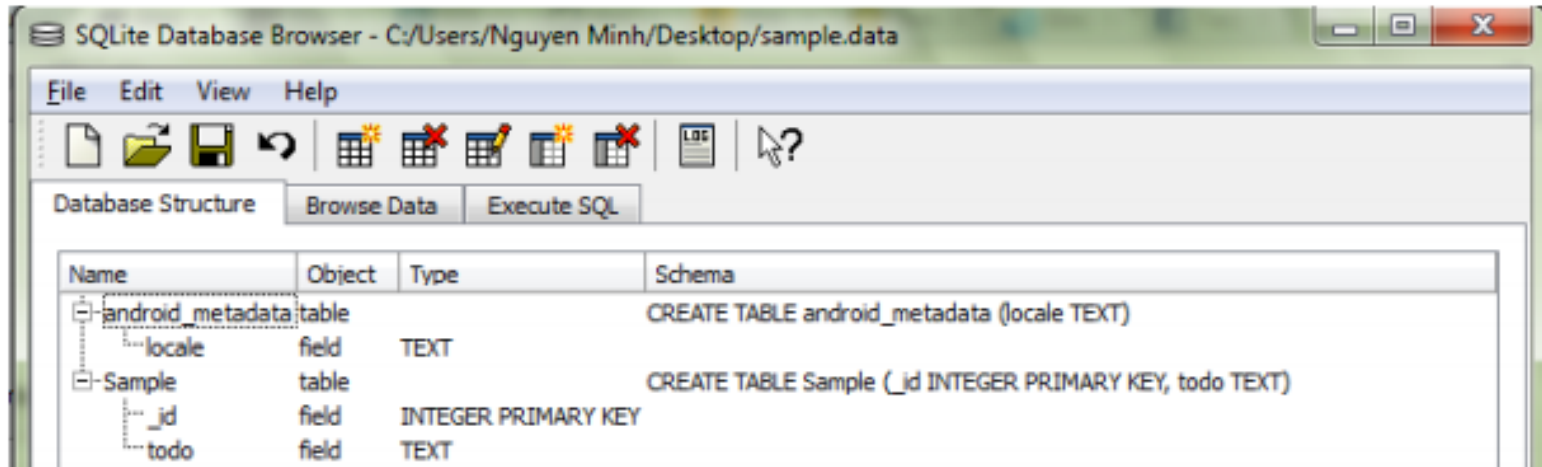 SQLite Database Browser - C:/Users/Nguyen Minh/Desktop/sample.data
File Edit View Help
LOG
Database Structure Browse Data Execute SQL
Name Object Type Schema
android_metadata table CREATE TABLE android_metadata (locale TEXT)
locale field TEXT
Sample table CREATE TABLE Sample (_id INTEGER PRIMARY KEY, todo TEXT)
_id field INTEGER PRIMARY KEY
todo field TEXT